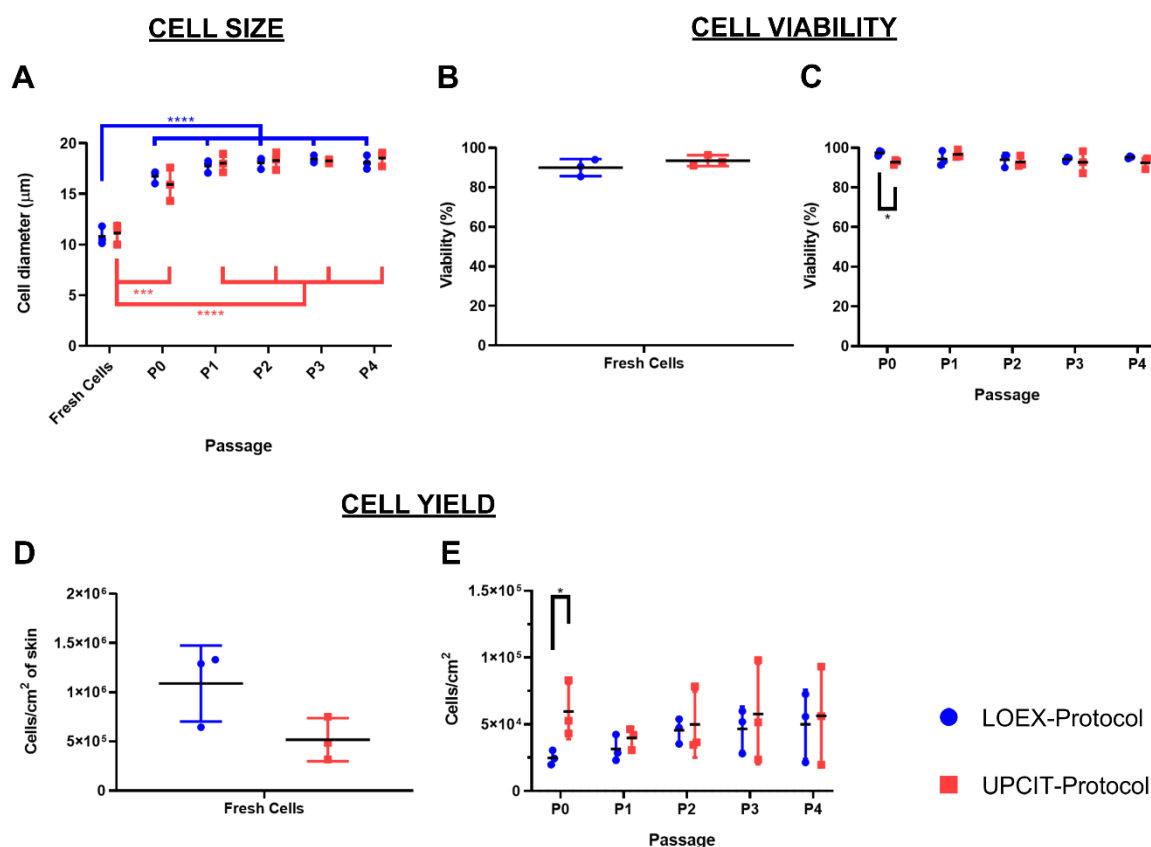 CELL SIZE
CELL VIABILITY
A
B
C
****
20
15
10
5
0
Cell diameter (μm)
***
****
Fresh Cells
P0
P1
P2
P3
P4
Passage
100
80
60
40
20
0
Viability (%)
Fresh Cells
100
80
60
40
20
0
Viability (%)
*
P0
P1
P2
P3
P4
Passage
CELL YIELD
D
E
2×10⁶
1.5×10⁶
1×10⁶
5×10⁵
0
Cells/cm² of skin
Fresh Cells
1.5×10⁵
1×10⁵
5×10⁴
0
Cells/cm²
*
P0
P1
P2
P3
P4
Passage
LOEX-Protocol
UPCIT-Protocol